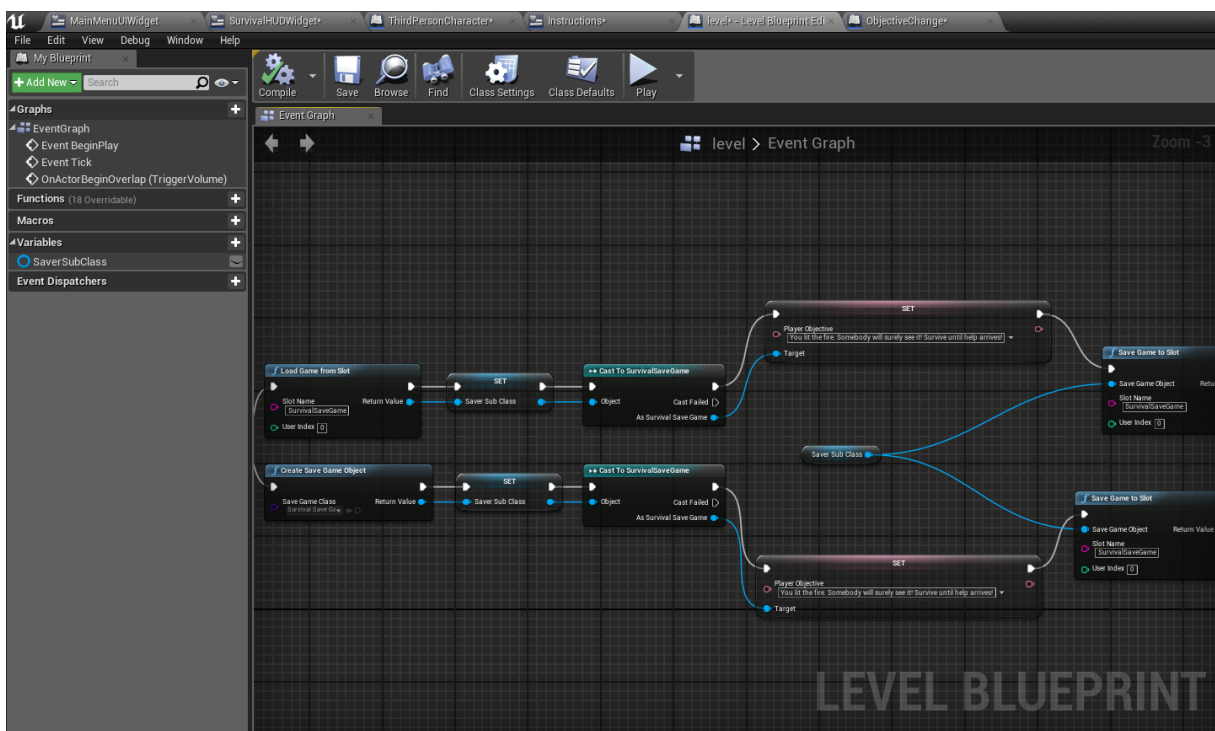 MainMenuUIWidget
SurvivalHUDWidget*
ThirdPersonCharacter*
Instructions*
level* - Level Blueprint Edi
ObjectiveChange*
File Edit View Debug Window Help
My Blueprint
Add New
Search
Compile
Save
Browse
Find
Class Settings
Class Defaults
Play
Graphs
EventGraph
Event BeginPlay
Event Tick
OnActorBeginOverlap (TriggerVolume)
Functions (18 Overridable)
Macros
Variables
SaverSubClass
Event Dispatchers
Event Graph
level > Event Graph
Zoom -3
SET
Player Objective
You lit the fire. Somebody will surely see it! Survive until help arrives!
Target
Load Game from Slot
Slot Name
SurvivalSaveGame
Return Value
User Index 0
SET
Saver Sub Class
Cast To SurvivalSaveGame
Object
Cast Failed
As Survival Save Game
Save Game to Slot
Save Game Object
Retu
Slot Name
SurvivalSaveGame
User Index 0
Saver Sub Class
Create Save Game Object
Save Game Class
Survival Save Ga
Return Value
SET
Saver Sub Class
Cast To SurvivalSaveGame
Object
Cast Failed
As Survival Save Game
Save Game to Slot
Save Game Object
Return Value
Slot Name
SurvivalSaveGame
User Index 0
SET
Player Objective
You lit the fire. Somebody will surely see it! Survive until help arrives!
Target
LEVEL BLUEPRINT